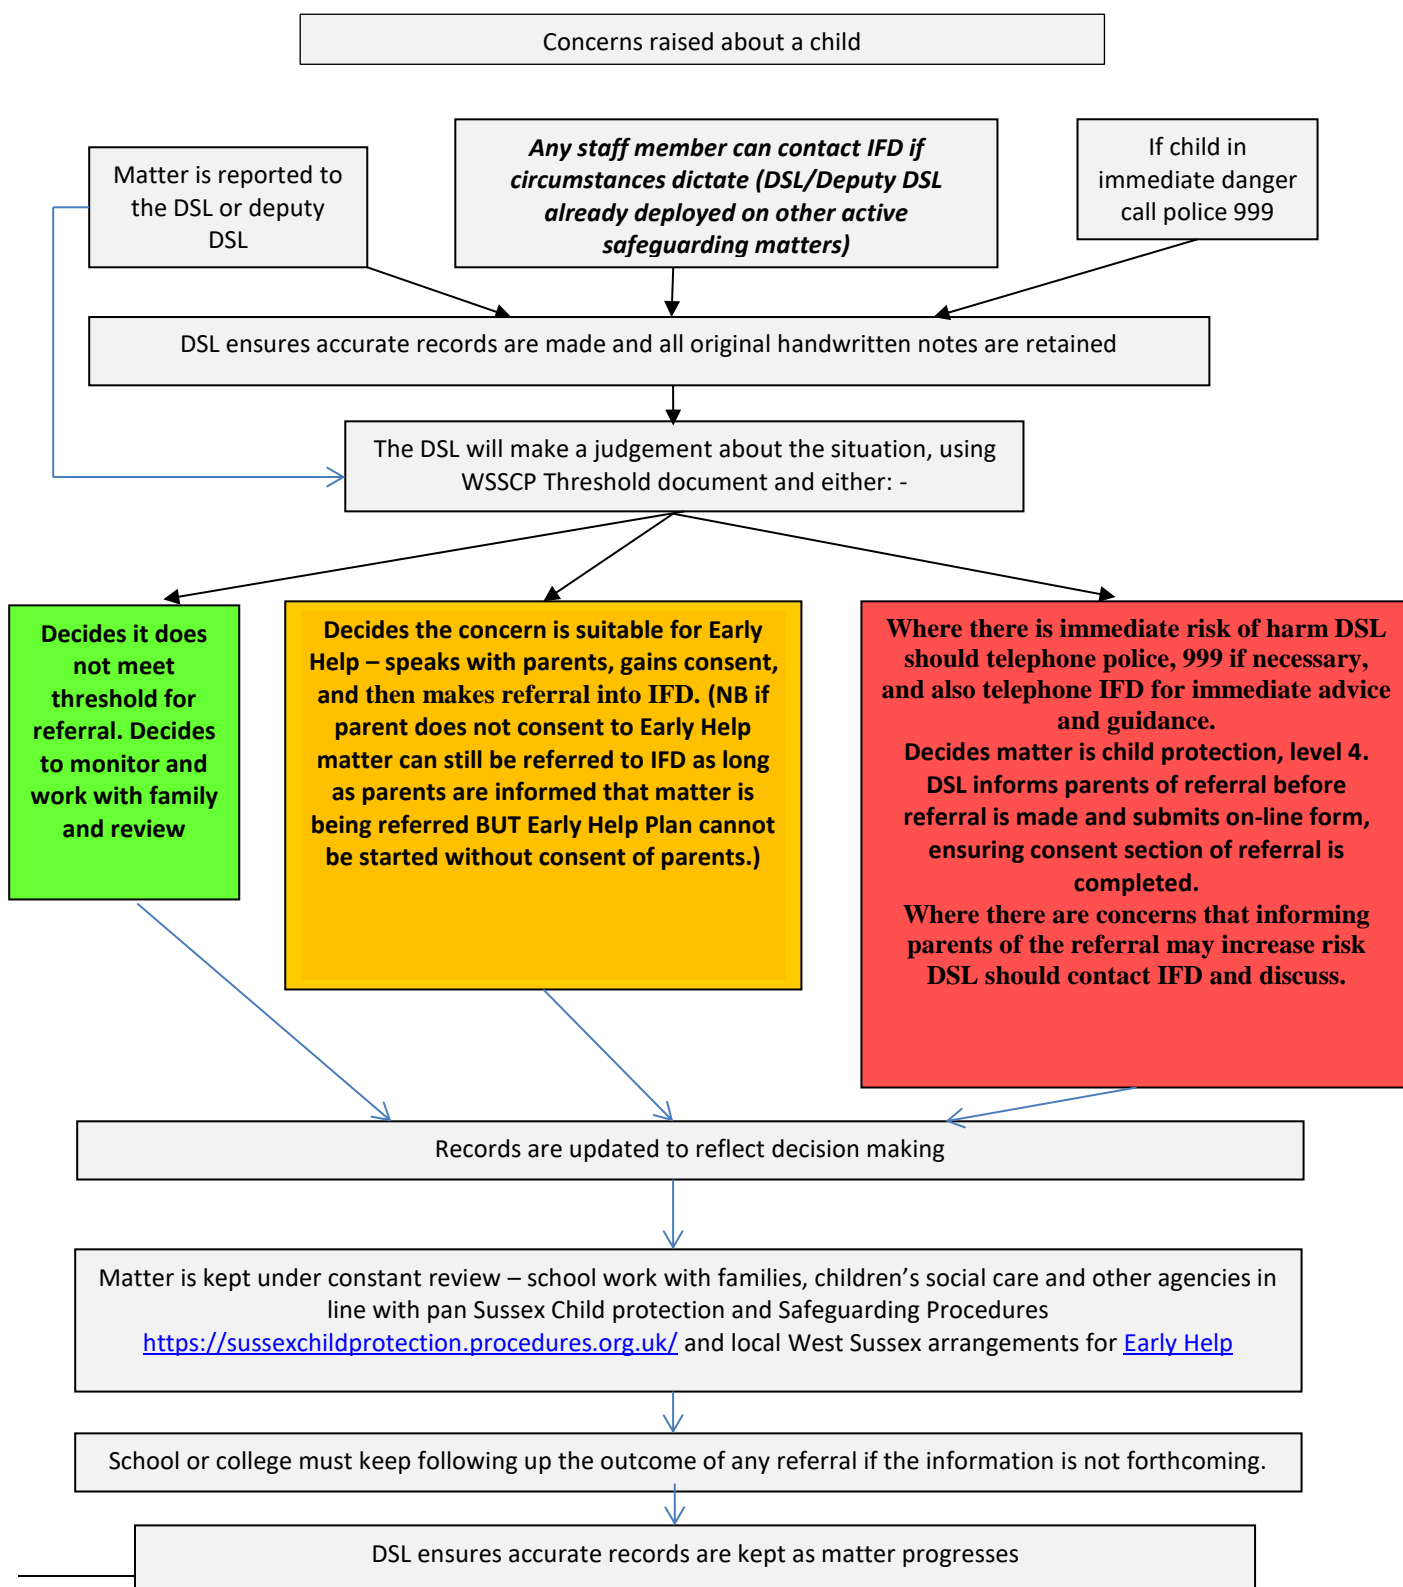 Concerns raised about a child
Matter is reported to
the DSL or deputy
DSL
Any staff member can contact IFD if
circumstances dictate (DSL/Deputy DSL
already deployed on other active
safeguarding matters)
If child in
immediate danger
call police 999
DSL ensures accurate records are made and all original handwritten notes are retained
The DSL will make a judgement about the situation, using
WSSCP Threshold document and either: -
Decides it does
not meet
threshold for
referral. Decides
to monitor and
work with family
and review
Decides the concern is suitable for Early
Help – speaks with parents, gains consent,
and then makes referral into IFD. (NB if
parent does not consent to Early Help
matter can still be referred to IFD as long
as parents are informed that matter is
being referred BUT Early Help Plan cannot
be started without consent of parents.)
Where there is immediate risk of harm DSL
should telephone police, 999 if necessary,
and also telephone IFD for immediate advice
and guidance.
Decides matter is child protection, level 4.
DSL informs parents of referral before
referral is made and submits on-line form,
ensuring consent section of referral is
completed.
Where there are concerns that informing
parents of the referral may increase risk
DSL should contact IFD and discuss.
Records are updated to reflect decision making
Matter is kept under constant review – school work with families, children’s social care and other agencies in
line with pan Sussex Child protection and Safeguarding Procedures
https://sussexchildprotection.procedures.org.uk/ and local West Sussex arrangements for Early Help
School or college must keep following up the outcome of any referral if the information is not forthcoming.
DSL ensures accurate records are kept as matter progresses